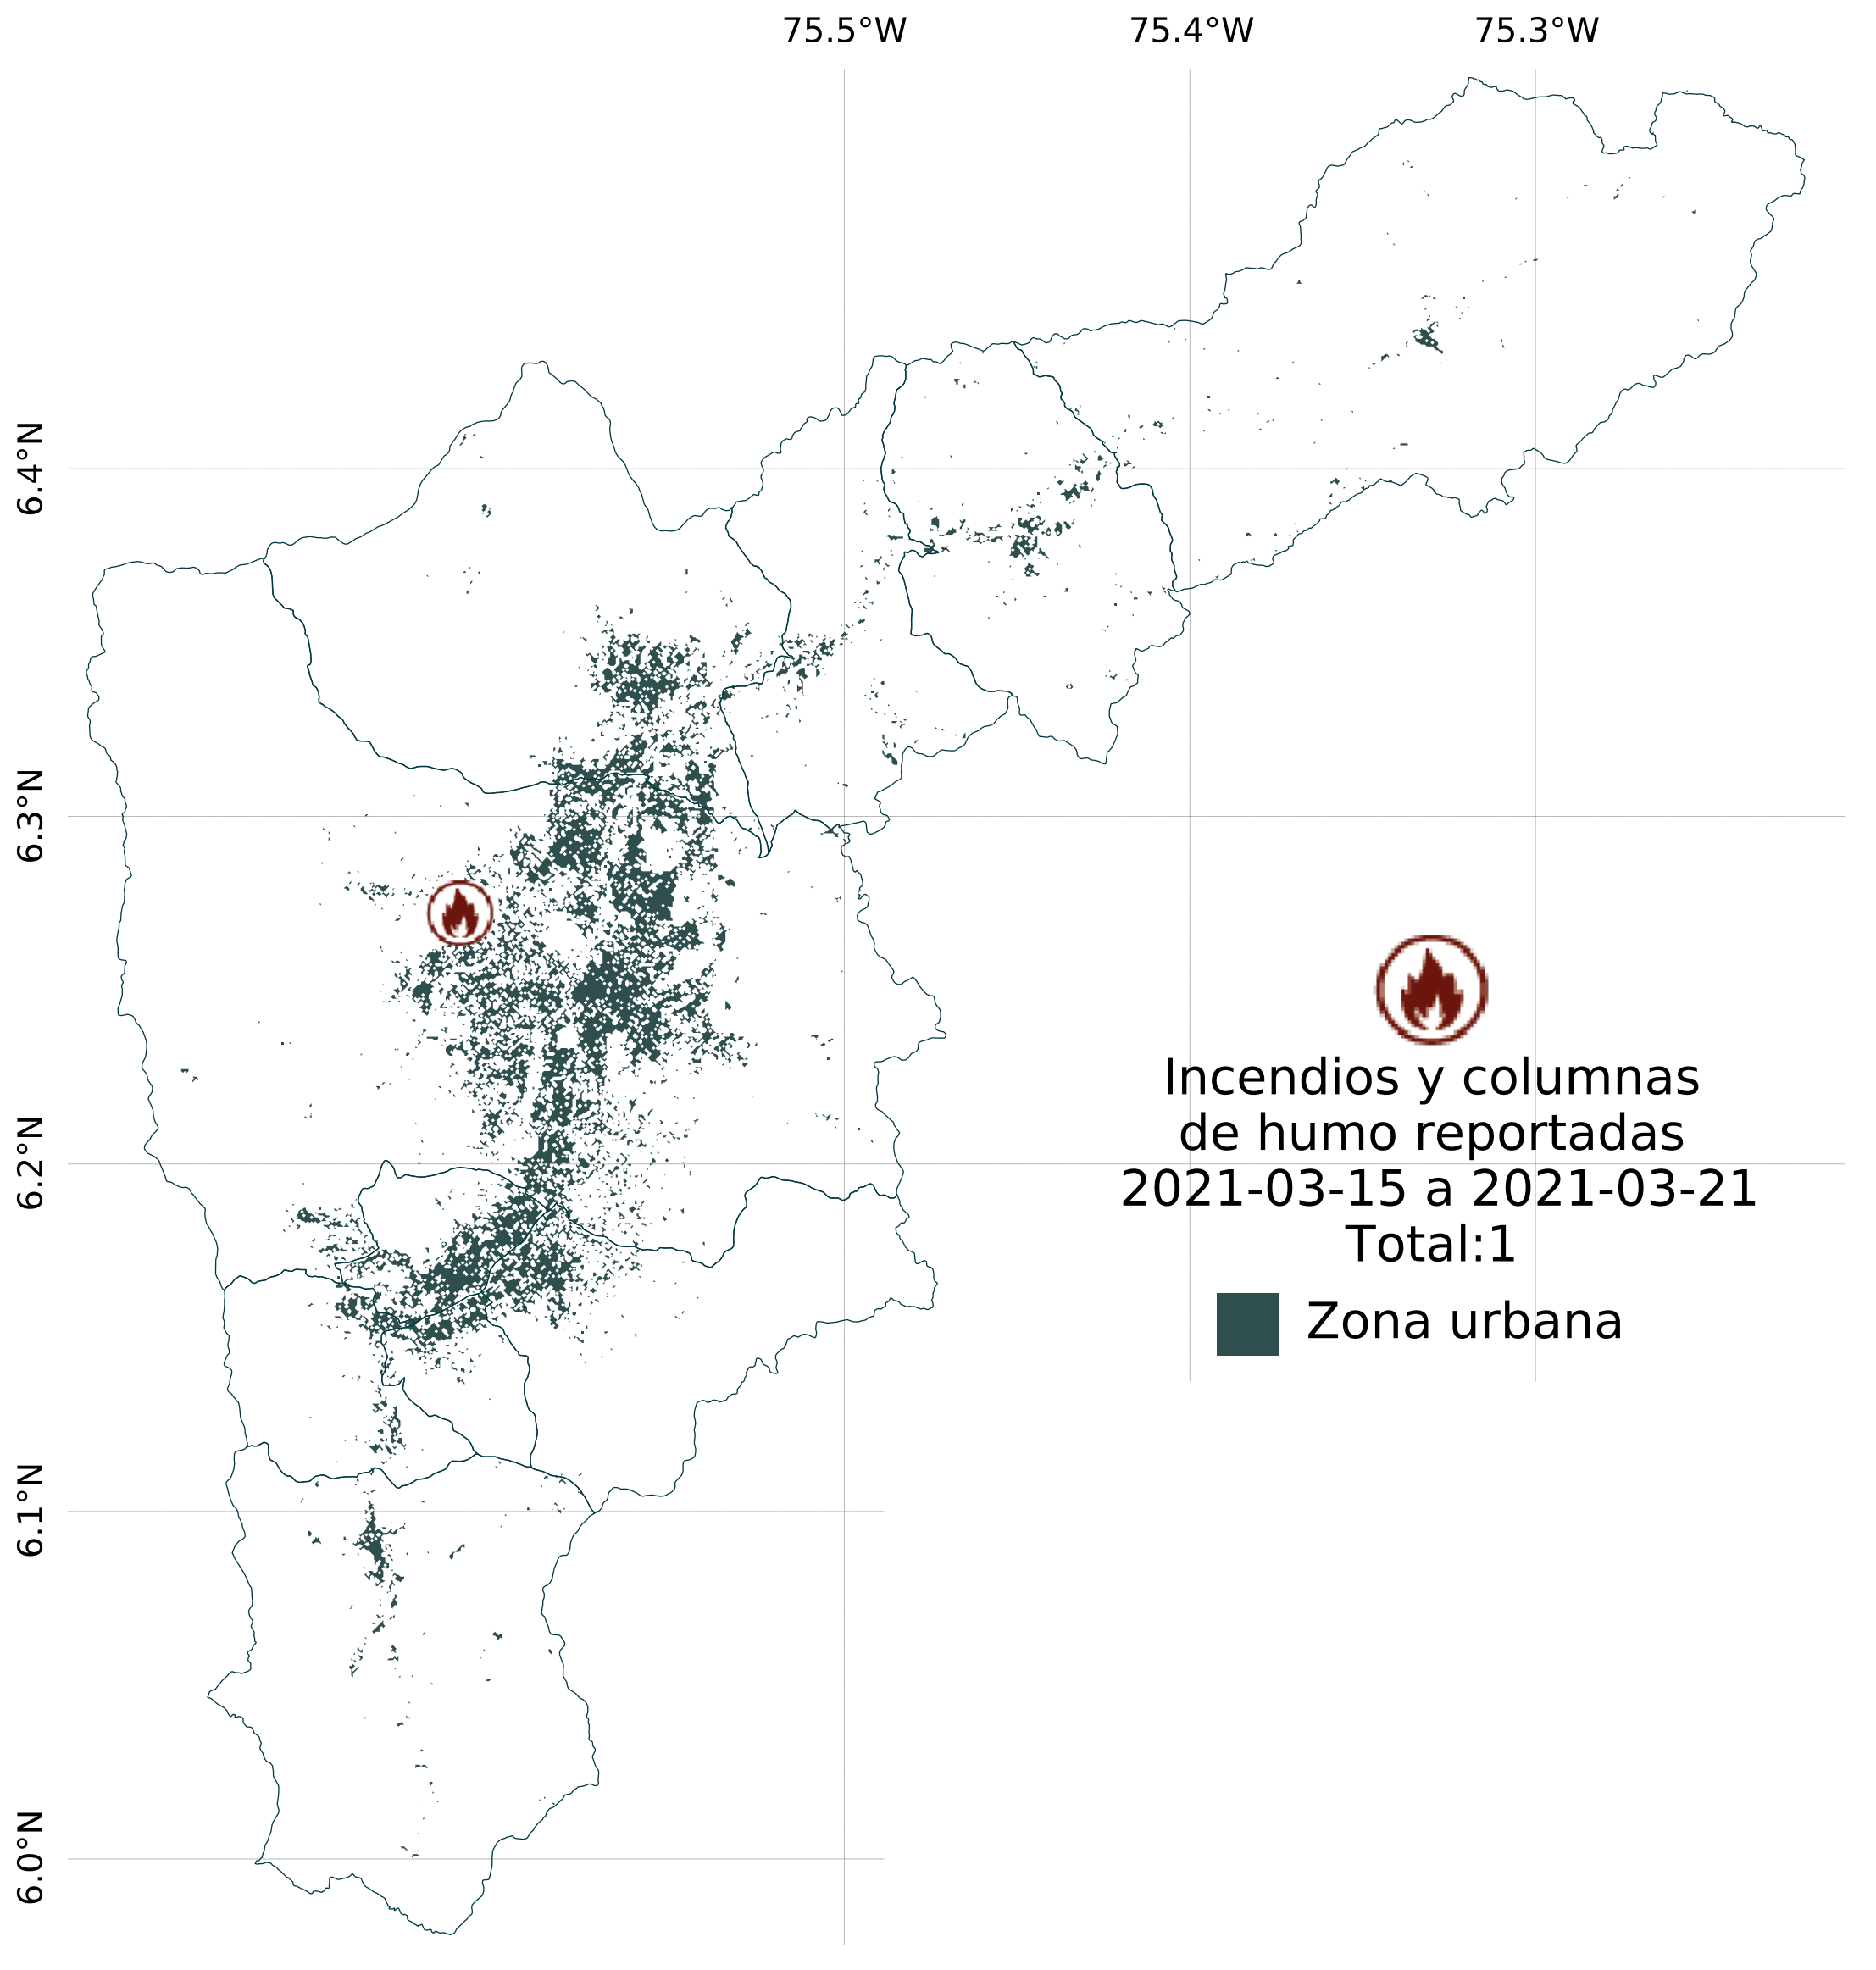 75.5°W 75.4°W 75.3°W
6.4°N
6.3°N
6.2°N
6.1°N
6.0°N
Incendios y columnas
de humo reportadas
2021-03-15 a 2021-03-21
Total:1
Zona urbana